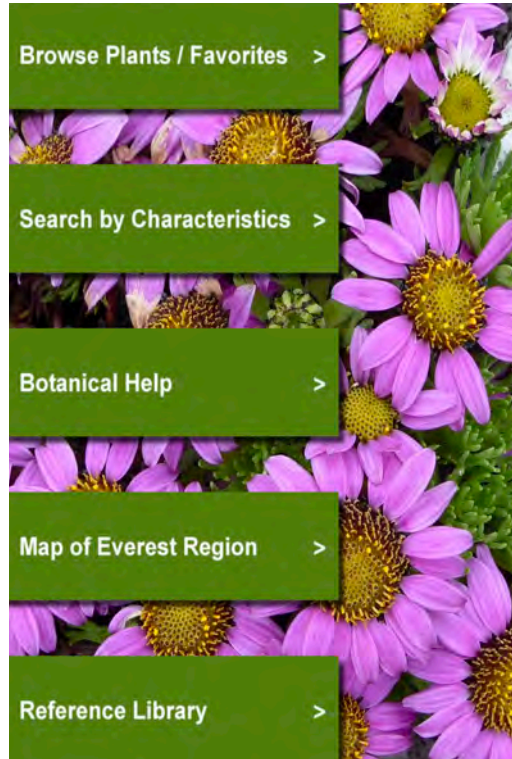 Browse Plants / Favorites >
Search by Characteristics >
Botanical Help >
Map of Everest Region >
Reference Library >